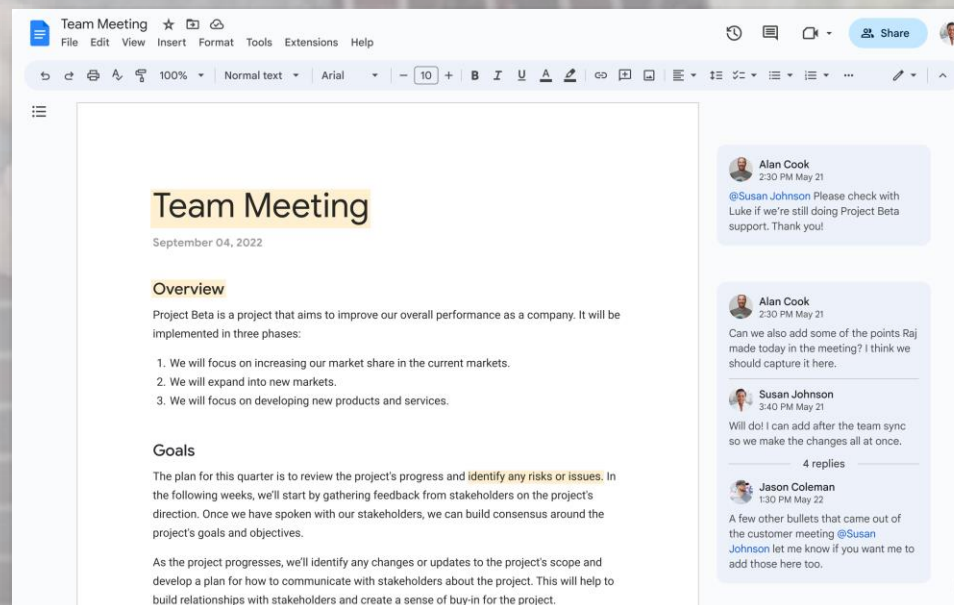 Team Meeting
File Edit View Insert Format Tools Extensions Help
Share
100% Normal text Arial 10 B I U A
Team Meeting
September 04, 2022
Overview
Project Beta is a project that aims to improve our overall performance as a company. It will be
implemented in three phases:
1. We will focus on increasing our market share in the current markets.
2. We will expand into new markets.
3. We will focus on developing new products and services.
Goals
The plan for this quarter is to review the project's progress and identify any risks or issues. In
the following weeks, we'll start by gathering feedback from stakeholders on the project's
direction. Once we have spoken with our stakeholders, we can build consensus around the
project's goals and objectives.
As the project progresses, we'll identify any changes or updates to the project's scope and
develop a plan for how to communicate with stakeholders about the project. This will help to
build relationships with stakeholders and create a sense of buy-in for the project.
Alan Cook
2:30 PM May 21
@Susan Johnson Please check with
Luke if we're still doing Project Beta
support. Thank you!
Alan Cook
2:30 PM May 21
Can we also add some of the points Raj
made today in the meeting? I think we
should capture it here.
Susan Johnson
3:40 PM May 21
Will do! I can add after the team sync
so we make the changes all at once.
4 replies
Jason Coleman
1:30 PM May 22
A few other bullets that came out of
the customer meeting @Susan
Johnson let me know if you want me to
add those here too.